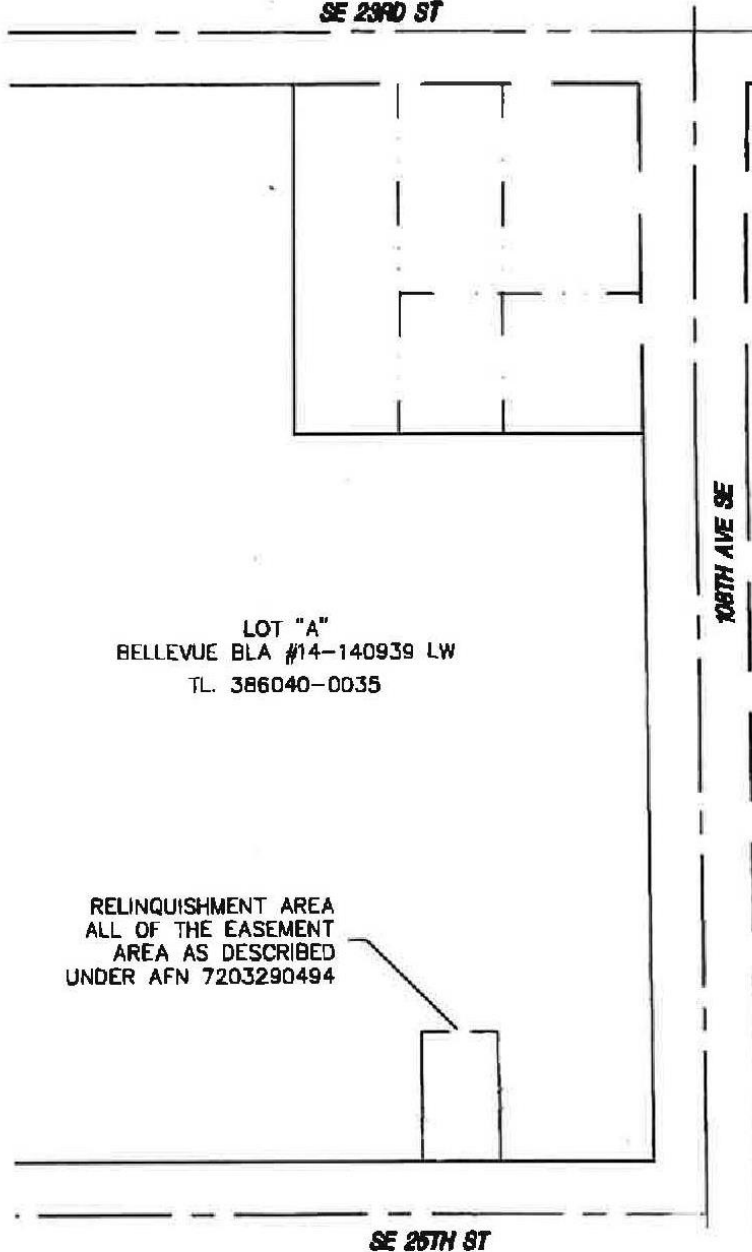 SE 23RD ST
108TH AVE SE
LOT "A"
BELLEVUE BLA #14-140939 LW
TL. 386040-0035
RELINQUISHMENT AREA
ALL OF THE EASEMENT
AREA AS DESCRIBED
UNDER AFN 7203290494
SE 25TH ST